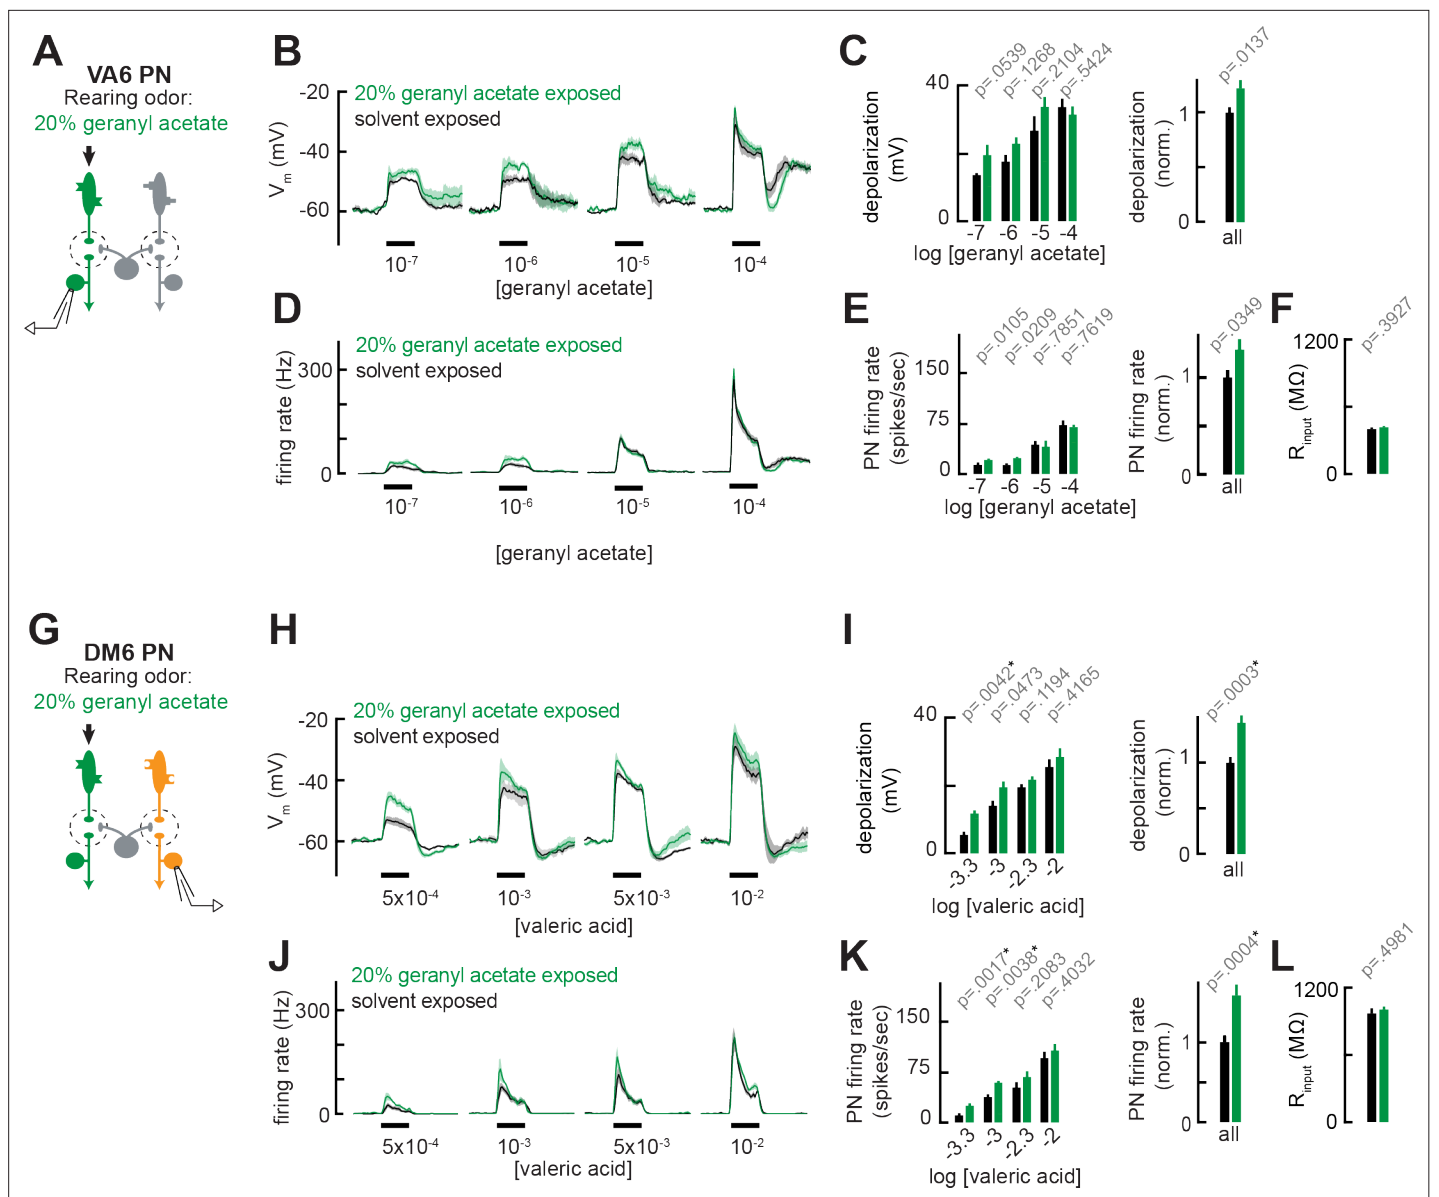 A
VA6 PN
Rearing odor:
20% geranyl acetate
B
-20
-40
-60
Vm (mV)
20% geranyl acetate exposed
solvent exposed
10-7
10-6
10-5
10-4
[geranyl acetate]
C
p=.0539
p=.1268
p=.2104
p=.5424
40
0
depolarization
(mV)
-7 -6 -5 -4
log [geranyl acetate]
p=.0137
depolarization
(norm.)
1
0
all
D
20% geranyl acetate exposed
solvent exposed
firing rate (Hz)
300
0
10-7
10-6
10-5
10-4
[geranyl acetate]
E
p=.0105
p=.0209
p=.7851
p=.7619
PN firing rate
(spikes/sec)
150
75
0
-7 -6 -5 -4
log [geranyl acetate]
p=.0349
PN firing rate
(norm.)
1
0
all
F
p=.3927
Rinput (MΩ)
1200
0
G
DM6 PN
Rearing odor:
20% geranyl acetate
H
20% geranyl acetate exposed
solvent exposed
Vm (mV)
-20
-40
-60
5x10-4
10-3
5x10-3
10-2
[valeric acid]
I
p=.0042*
p=.0473
p=.1194
p=.4165
depolarization
(mV)
40
0
-3.3 -3 -2.3 -2
log [valeric acid]
p=.0003*
depolarization
(norm.)
1
0
all
J
20% geranyl acetate exposed
solvent exposed
firing rate (Hz)
300
0
5x10-4
10-3
5x10-3
10-2
[valeric acid]
K
p=.0017*
p=.0038*
p=.2083
p=.4032
PN firing rate
(spikes/sec)
150
75
0
-3.3 -3 -2.3 -2
log [valeric acid]
p=.0004*
PN firing rate
(norm.)
1
0
all
L
p=.4981
Rinput (MΩ)
1200
0